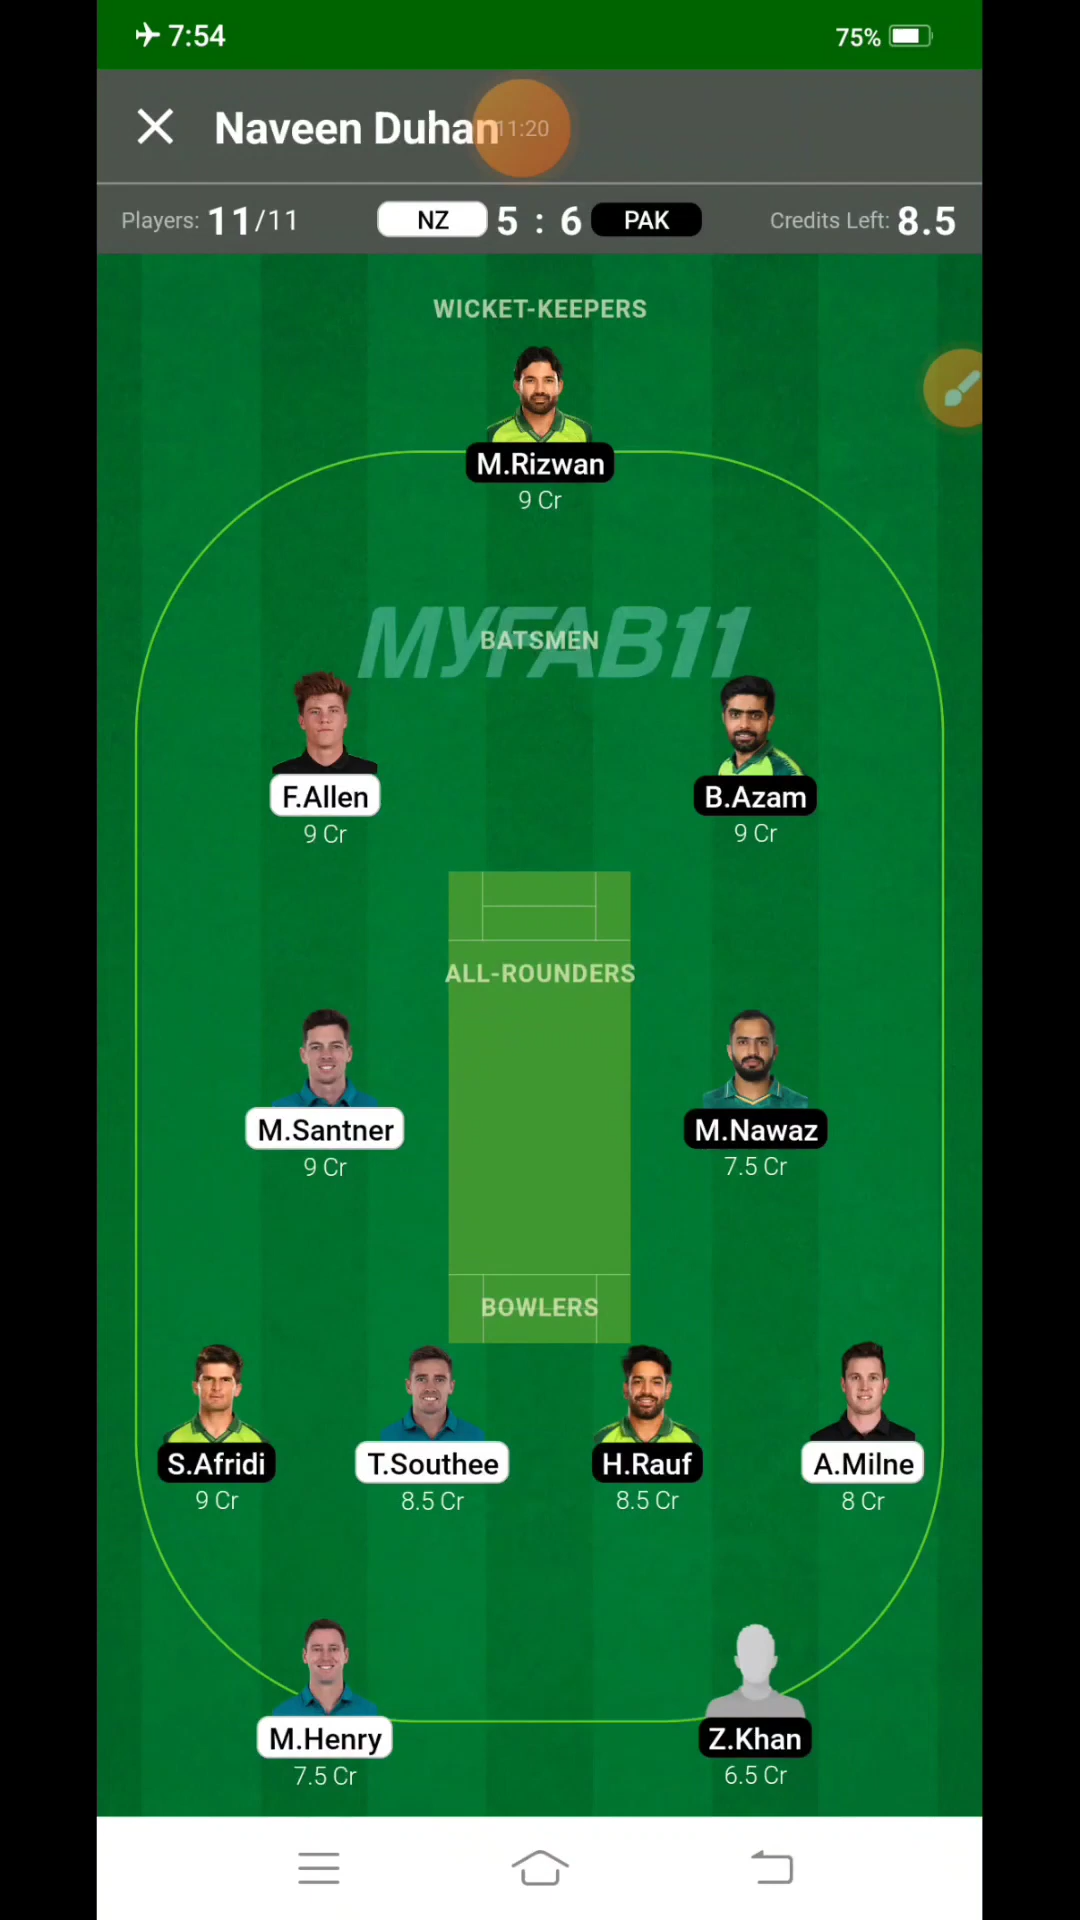 7:54
75%
Naveen Duhan
11:20
Players: 11/11
NZ 5 : 6 PAK
Credits Left: 8.5
WICKET-KEEPERS
M.Rizwan
9 Cr
MYFAB11
BATSMEN
F.Allen
9 Cr
B.Azam
9 Cr
ALL-ROUNDERS
M.Santner
9 Cr
M.Nawaz
7.5 Cr
BOWLERS
S.Afridi
9 Cr
T.Southee
8.5 Cr
H.Rauf
8.5 Cr
A.Milne
8 Cr
M.Henry
7.5 Cr
Z.Khan
6.5 Cr